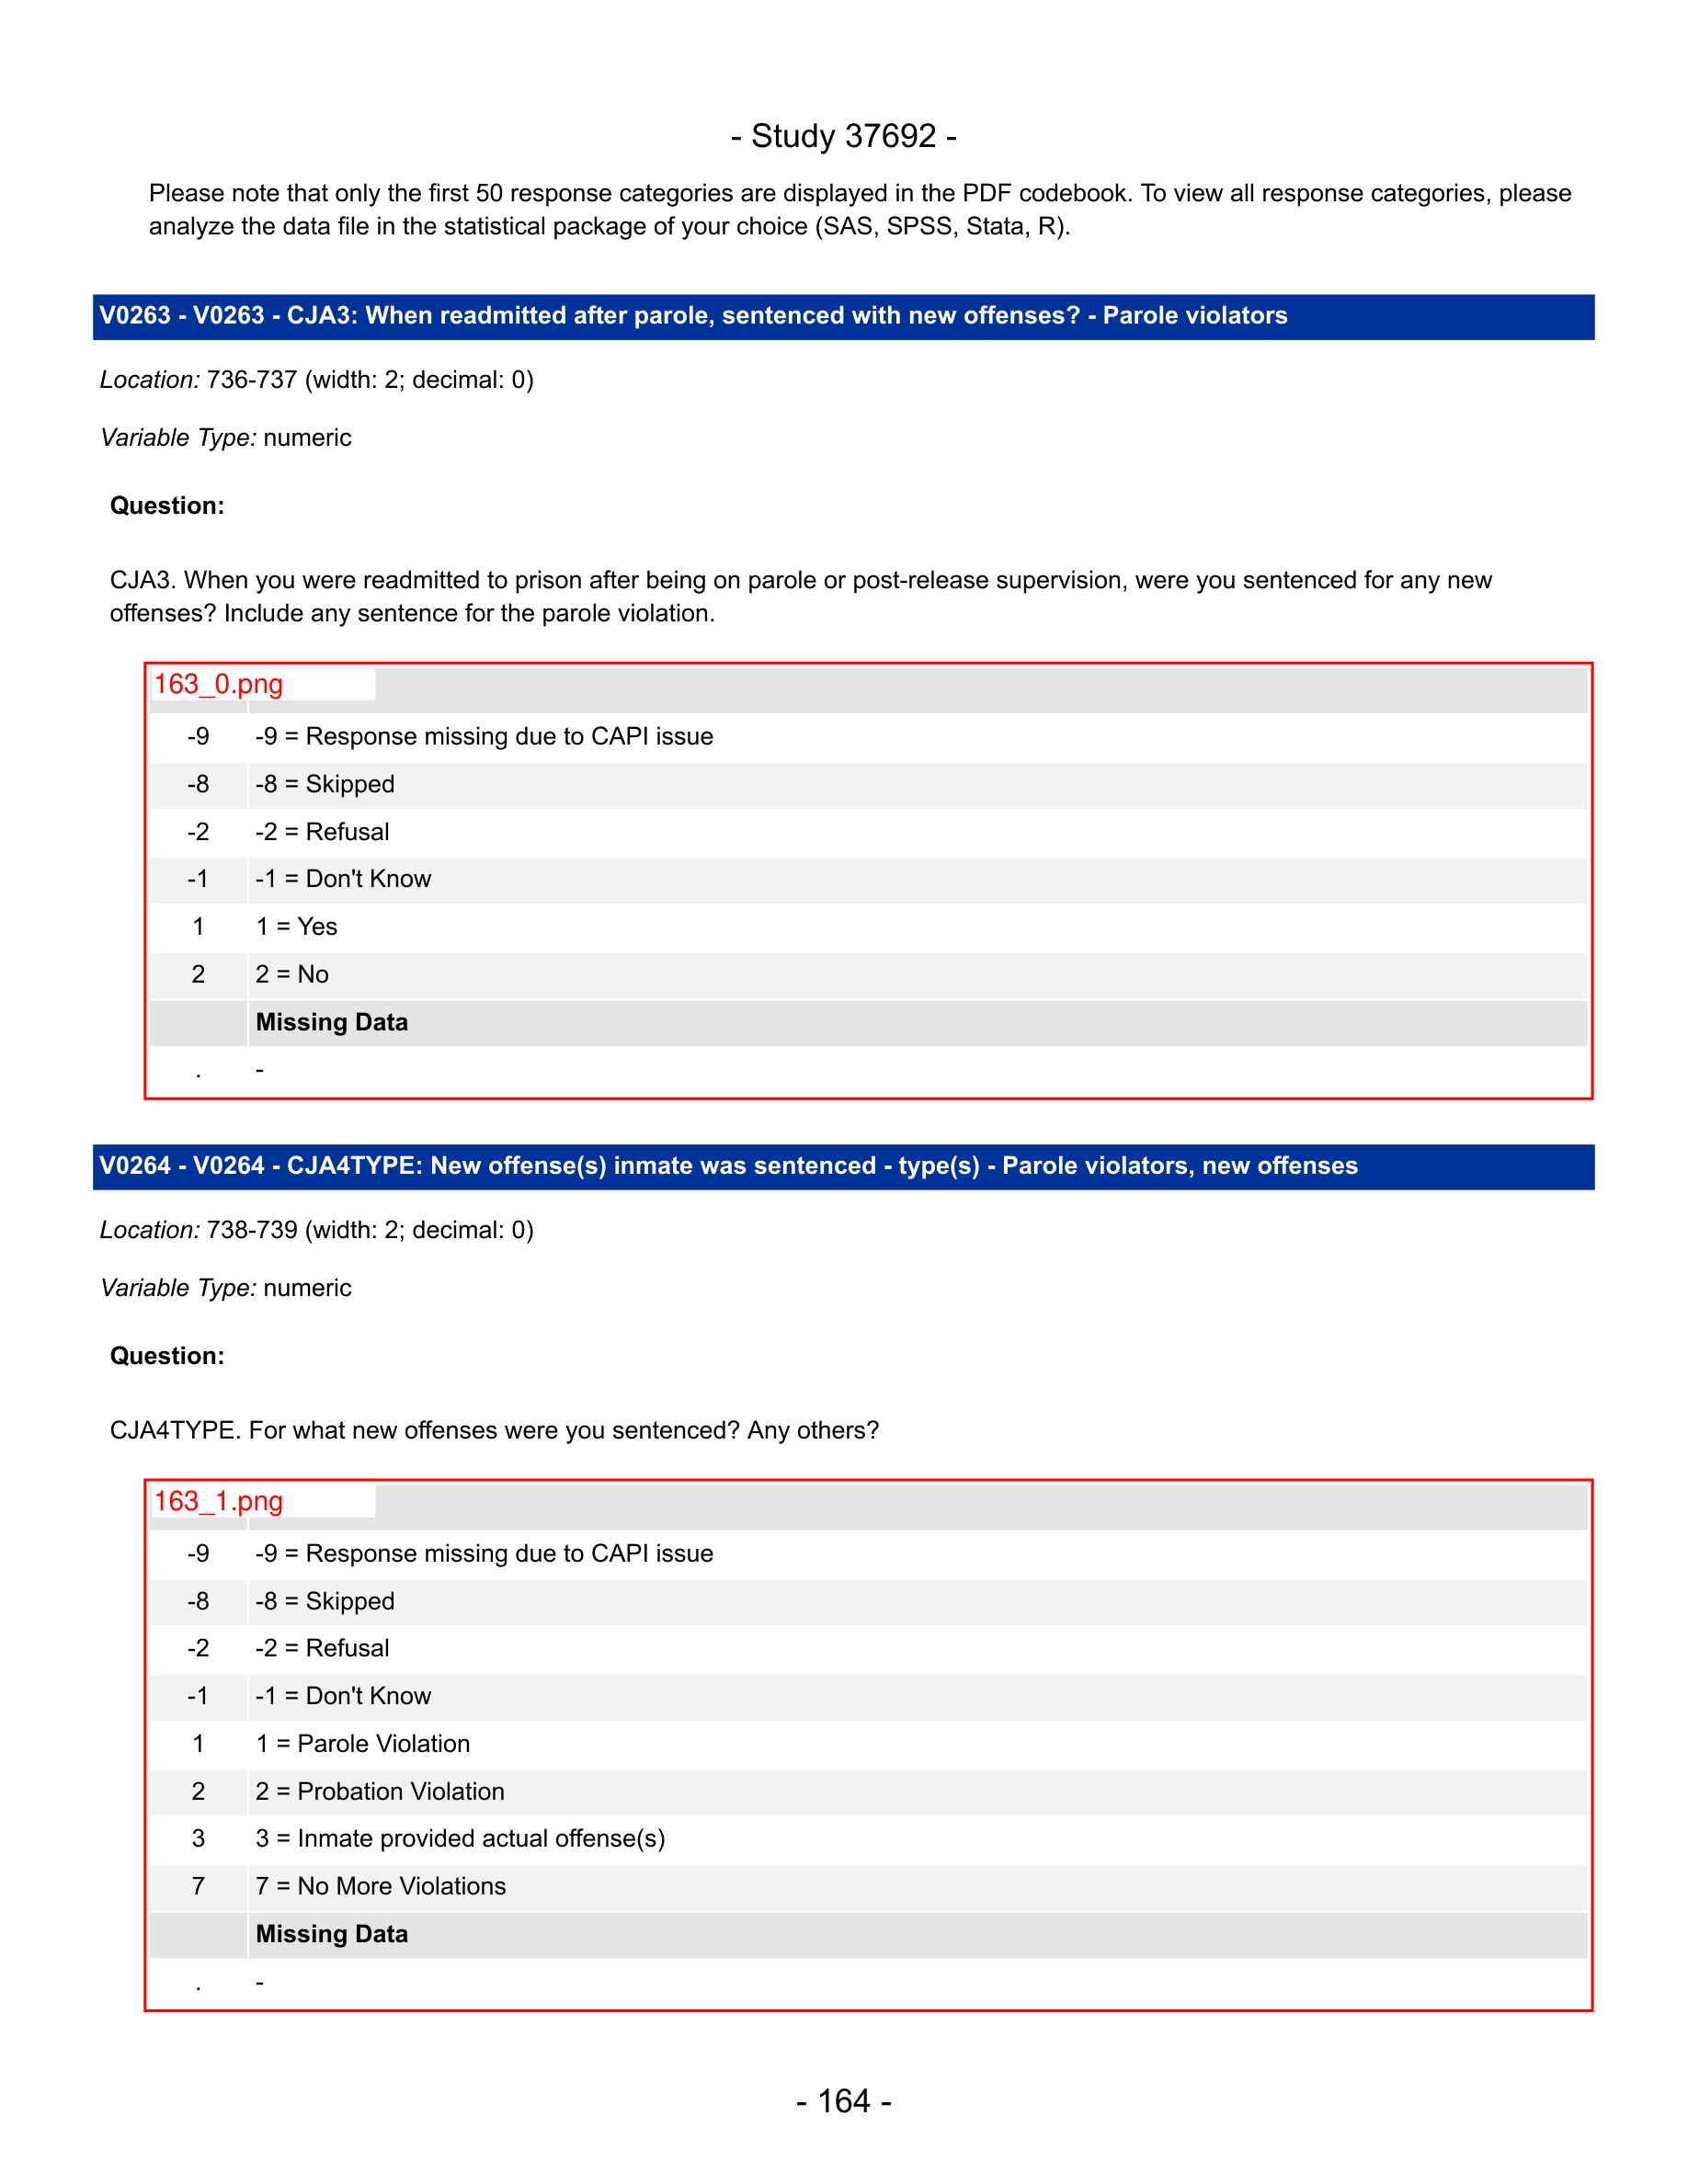 - Study 37692 -
Please note that only the first 50 response categories are displayed in the PDF codebook. To view all response categories, please
analyze the data file in the statistical package of your choice (SAS, SPSS, Stata, R).
V0263 - V0263 - CJA3: When readmitted after parole, sentenced with new offenses? - Parole violators
Location: 736-737 (width: 2; decimal: 0)
Variable Type: numeric
Question:
CJA3. When you were readmitted to prison after being on parole or post-release supervision, were you sentenced for any new
offenses? Include any sentence for the parole violation.
163_0.png
-9 -9 = Response missing due to CAPI issue
-8 -8 = Skipped
-2 -2 = Refusal
-1 -1 = Don't Know
1 1 = Yes
2 2 = No
Missing Data
. -
V0264 - V0264 - CJA4TYPE: New offense(s) inmate was sentenced - type(s) - Parole violators, new offenses
Location: 738-739 (width: 2; decimal: 0)
Variable Type: numeric
Question:
CJA4TYPE. For what new offenses were you sentenced? Any others?
163_1.png
-9 -9 = Response missing due to CAPI issue
-8 -8 = Skipped
-2 -2 = Refusal
-1 -1 = Don't Know
1 1 = Parole Violation
2 2 = Probation Violation
3 3 = Inmate provided actual offense(s)
7 7 = No More Violations
Missing Data
. -
- 164 -